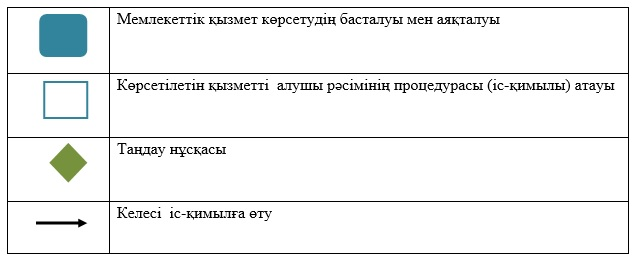 Мемлекеттік қызмет көрсетудің басталуы мен аяқталуы
Көрсетілетін қызметті алушы рәсімінің процедурасы (іс-қимылы) атауы
Таңдау нұсқасы
Келесі іс-қимылға өту